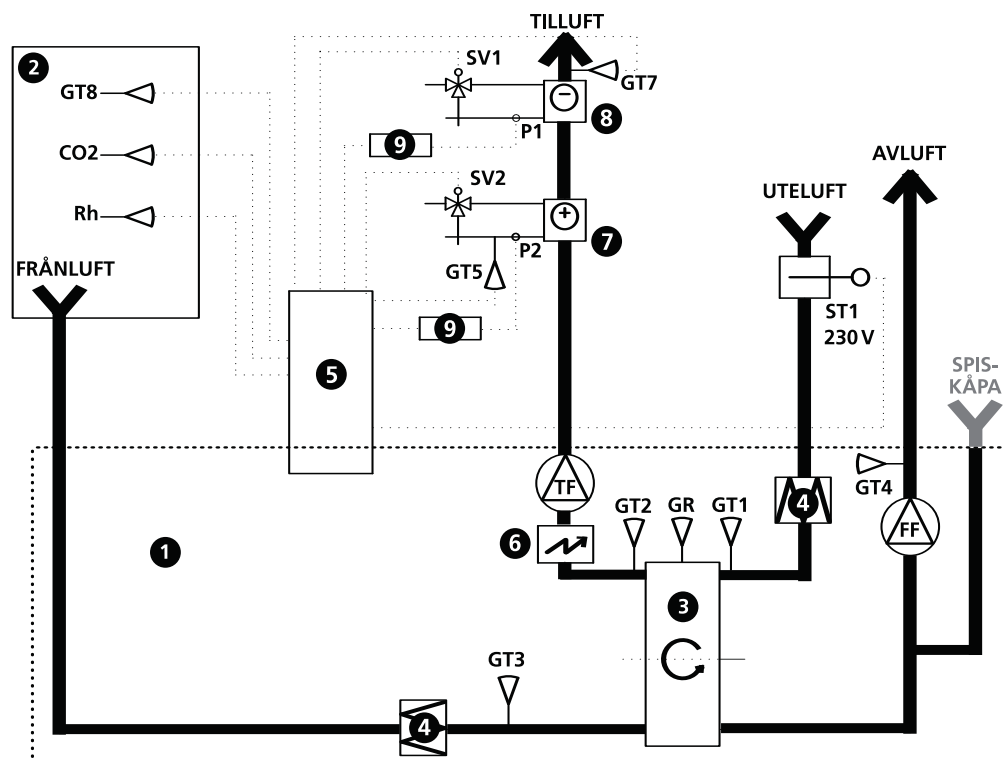 TILLUFT
2
SV1
GT7
GT8
8
P1
9
CO2
AVLUFT
SV2
UTELUFT
Rh
P2
7
FRÅNLUFT
GT5
ST1
230 V
9
5
SPIS-
KÅPA
TF
GT4
4
GT2
GR
GT1
FF
6
1
3
GT3
4